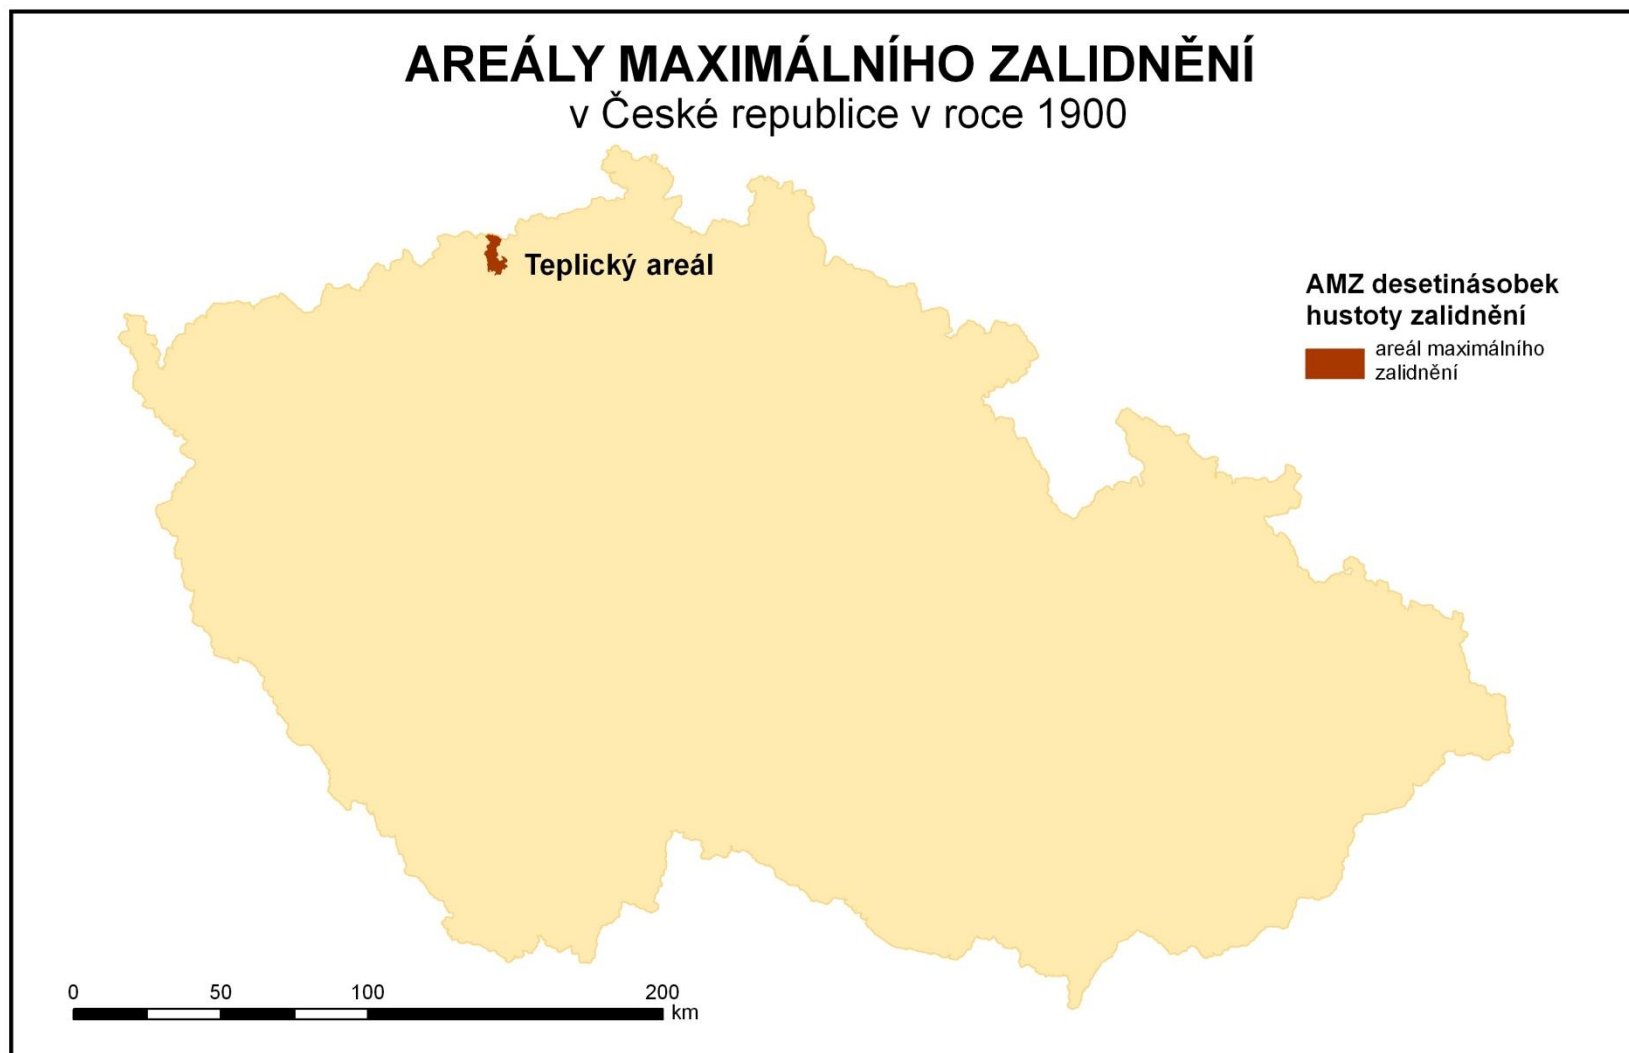 AREÁLY MAXIMÁLNÍHO ZALIDNĚNÍ
v České republice v roce 1900
Teplický areál
AMZ desetinásobek
hustoty zalidnění
areál maximálního
zalidnění
0 50 100 200
km